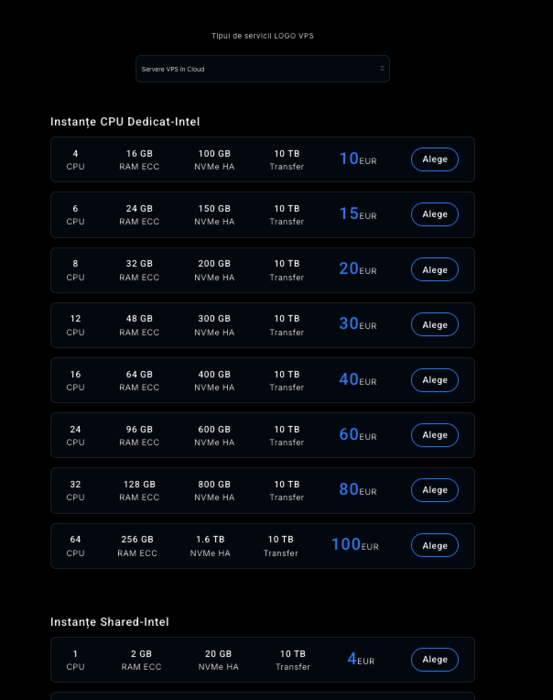 Tipul de servicii LOGO VPS
Servere VPS în Cloud
Instanțe CPU Dedicat-Intel
4 16 GB 100 GB 10 TB 10EUR Alege
CPU RAM ECC NVMe HA Transfer
6 24 GB 150 GB 10 TB 15EUR Alege
CPU RAM ECC NVMe HA Transfer
8 32 GB 200 GB 10 TB 20EUR Alege
CPU RAM ECC NVMe HA Transfer
12 48 GB 300 GB 10 TB 30EUR Alege
CPU RAM ECC NVMe HA Transfer
16 64 GB 400 GB 10 TB 40EUR Alege
CPU RAM ECC NVMe HA Transfer
24 96 GB 600 GB 10 TB 60EUR Alege
CPU RAM ECC NVMe HA Transfer
32 128 GB 800 GB 10 TB 80EUR Alege
CPU RAM ECC NVMe HA Transfer
64 256 GB 1.6 TB 10 TB 100EUR Alege
CPU RAM ECC NVMe HA Transfer
Instanțe Shared-Intel
1 2 GB 20 GB 10 TB 4EUR Alege
CPU RAM ECC NVMe HA Transfer